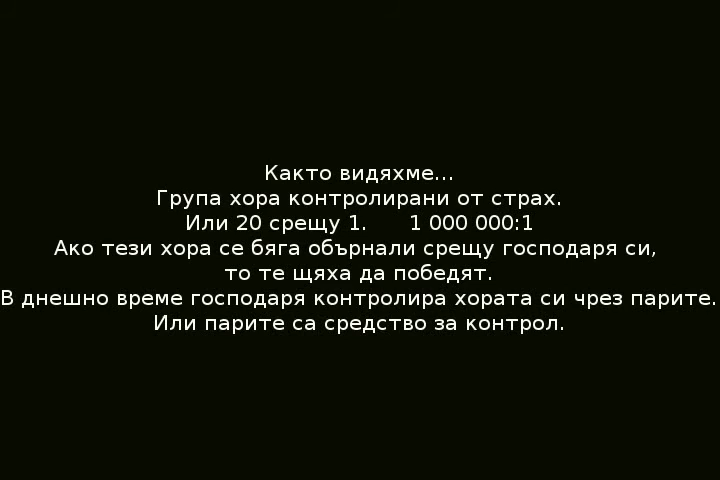 Както видяхме...
Група хора контролирани от страх.
Или 20 срещу 1. 1 000 000:1
Ако тези хора се бяга обърнали срещу господаря си,
то те щяха да победят.
В днешно време господаря контролира хората си чрез парите.
Или парите са средство за контрол.